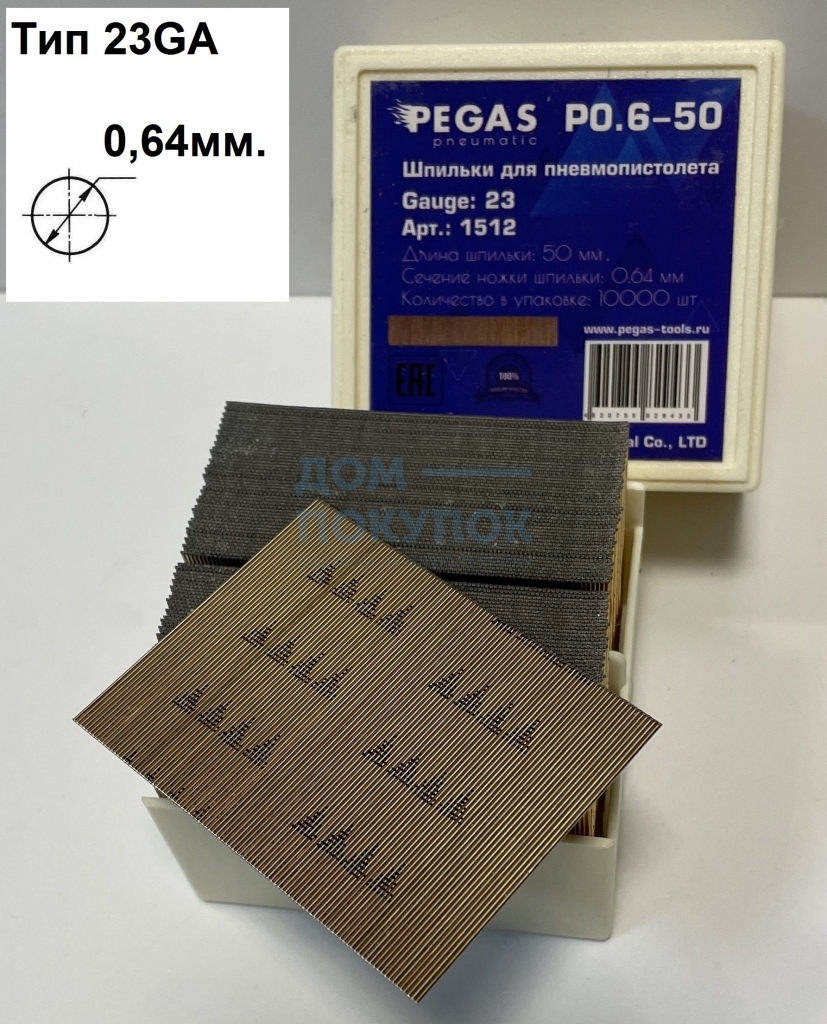 Тип 23GA
0,64мм.
PEGAS P0.6-50
pneumatic
Шпильки для пневмопистолета
Gauge: 23
Арт.: 1512
Длина шпильки: 50 мм.
Сечение ножки шпильки: 0,64 мм
Количество в упаковке: 10000 шт.
www.pegas-tools.ru
EAC
100%
al Co., LTD
ДОМ
ПОКУПОК